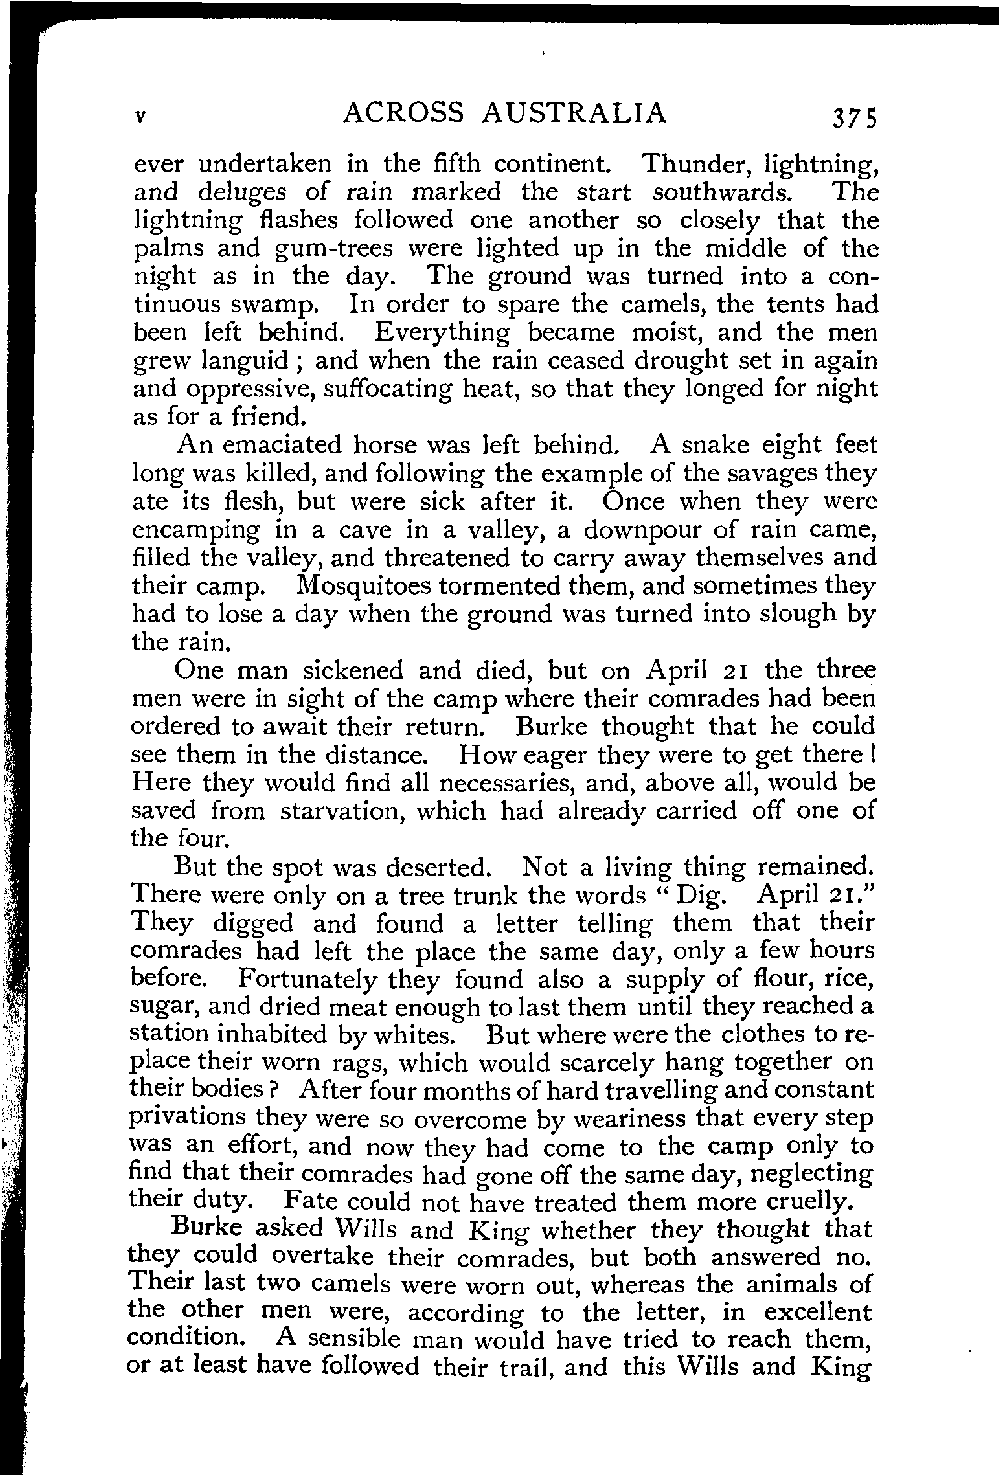 v ACROSS AUSTRALIA 375
ever undertaken in the fifth continent. Thunder, lightning,
and deluges of rain marked the start southwards. The
lightning flashes followed one another so closely that the
palms and gum-trees were lighted up in the middle of the
night as in the day. The ground was turned into a con-
tinuous swamp. In order to spare the camels, the tents had
been left behind. Everything became moist, and the men
grew languid ; and when the rain ceased drought set in again
and oppressive, suffocating heat, so that they longed for night
as for a friend.
An emaciated horse was left behind. A snake eight feet
long was killed, and following the example of the savages they
ate its flesh, but were sick after it. Once when they were
encamping in a cave in a valley, a downpour of rain came,
filled the valley, and threatened to carry away themselves and
their camp. Mosquitoes tormented them, and sometimes they
had to lose a day when the ground was turned into slough by
the rain.
One man sickened and died, but on April 21 the three
men were in sight of the camp where their comrades had been
ordered to await their return. Burke thought that he could
see them in the distance. How eager they were to get there !
Here they would find all necessaries, and, above all, would be
saved from starvation, which had already carried off one of
the four.
But the spot was deserted. Not a living thing remained.
There were only on a tree trunk the words “ Dig. April 21.”
They digged and found a letter telling them that their
comrades had left the place the same day, only a few hours
before. Fortunately they found also a supply of flour, rice,
sugar, and dried meat enough to last them until they reached a
station inhabited by whites. But where were the clothes to re-
place their worn rags, which would scarcely hang together on
their bodies ? After four months of hard travelling and constant
privations they were so overcome by weariness that every step
was an effort, and now they had come to the camp only to
find that their comrades had gone off the same day, neglecting
their duty. Fate could not have treated them more cruelly.
Burke asked Wills and King whether they thought that
they could overtake their comrades, but both answered no.
Their last two camels were worn out, whereas the animals of
the other men were, according to the letter, in excellent
condition. A sensible man would have tried to reach them,
or at least have followed their trail, and this Wills and King